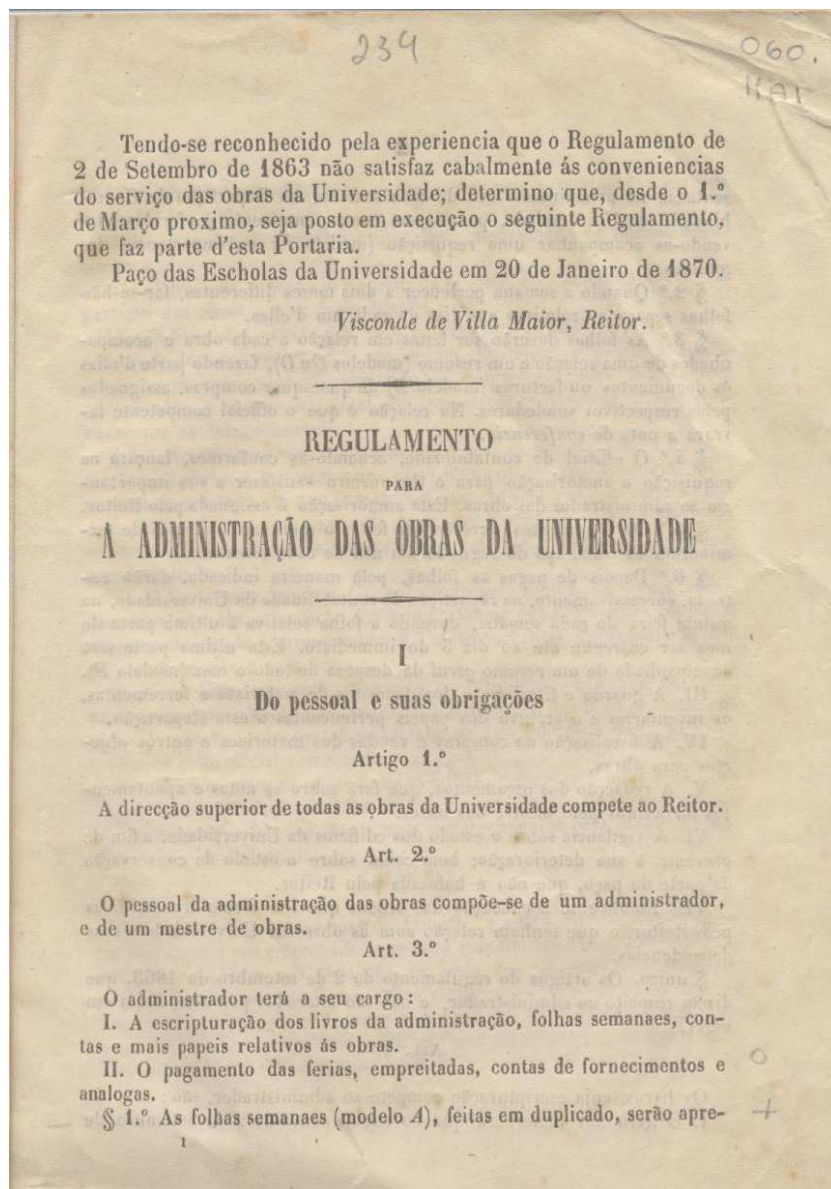 234
060.
Tendo-se reconhecido pela experiencia que o Regulamento de
2 de Setembro de 1863 não satisfaz cabalmente ás conveniencias
do serviço das obras da Universidade; determino que, desde o 1.º
de Março proximo, seja posto em execução o seguinte Regulamento,
que faz parte d'esta Portaria.
Paço das Escholas da Universidade em 20 de Janeiro de 1870.
Visconde de Villa Maior, Reitor.
REGULAMENTO
PARA
A ADMINISTRAÇÃO DAS OBRAS DA UNIVERSIDADE
I
Do pessoal e suas obrigações
Artigo 1.º
A direcção superior de todas as obras da Universidade compete ao Reitor.
Art. 2.º
O pessoal da administração das obras compõe-se de um administrador,
e de um mestre de obras.
Art. 3.º
O administrador terá a seu cargo:
I. A escripturação dos livros da administração, folhas semanaes, con-
tas e mais papeis relativos ás obras.
II. O pagamento das ferias, empreitadas, contas de fornecimentos e
analogas.
§ 1.º As folhas semanaes (modelo A), feitas em duplicado, serão apre-
1